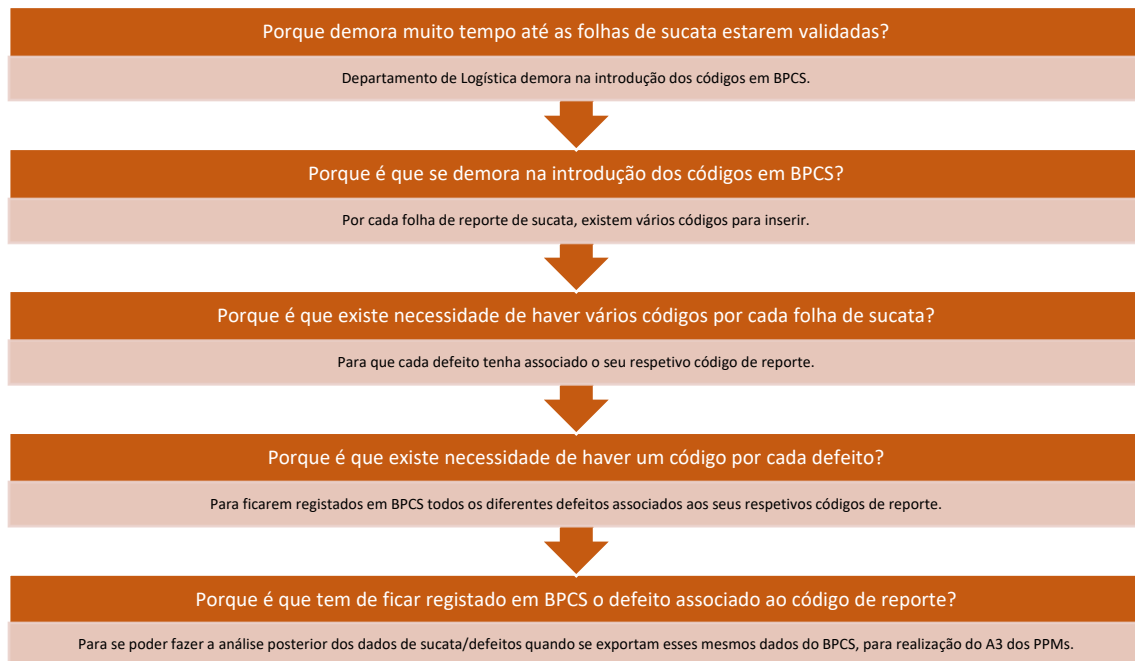 Porque demora muito tempo até as folhas de sucata estarem validadas?
Departamento de Logística demora na introdução dos códigos em BPCS.
Porque é que se demora na introdução dos códigos em BPCS?
Por cada folha de reporte de sucata, existem vários códigos para inserir.
Porque é que existe necessidade de haver vários códigos por cada folha de sucata?
Para que cada defeito tenha associado o seu respetivo código de reporte.
Porque é que existe necessidade de haver um código por cada defeito?
Para ficarem registados em BPCS todos os diferentes defeitos associados aos seus respetivos códigos de reporte.
Porque é que tem de ficar registado em BPCS o defeito associado ao código de reporte?
Para se poder fazer a análise posterior dos dados de sucata/defeitos quando se exportam esses mesmos dados do BPCS, para realização do A3 dos PPMs.